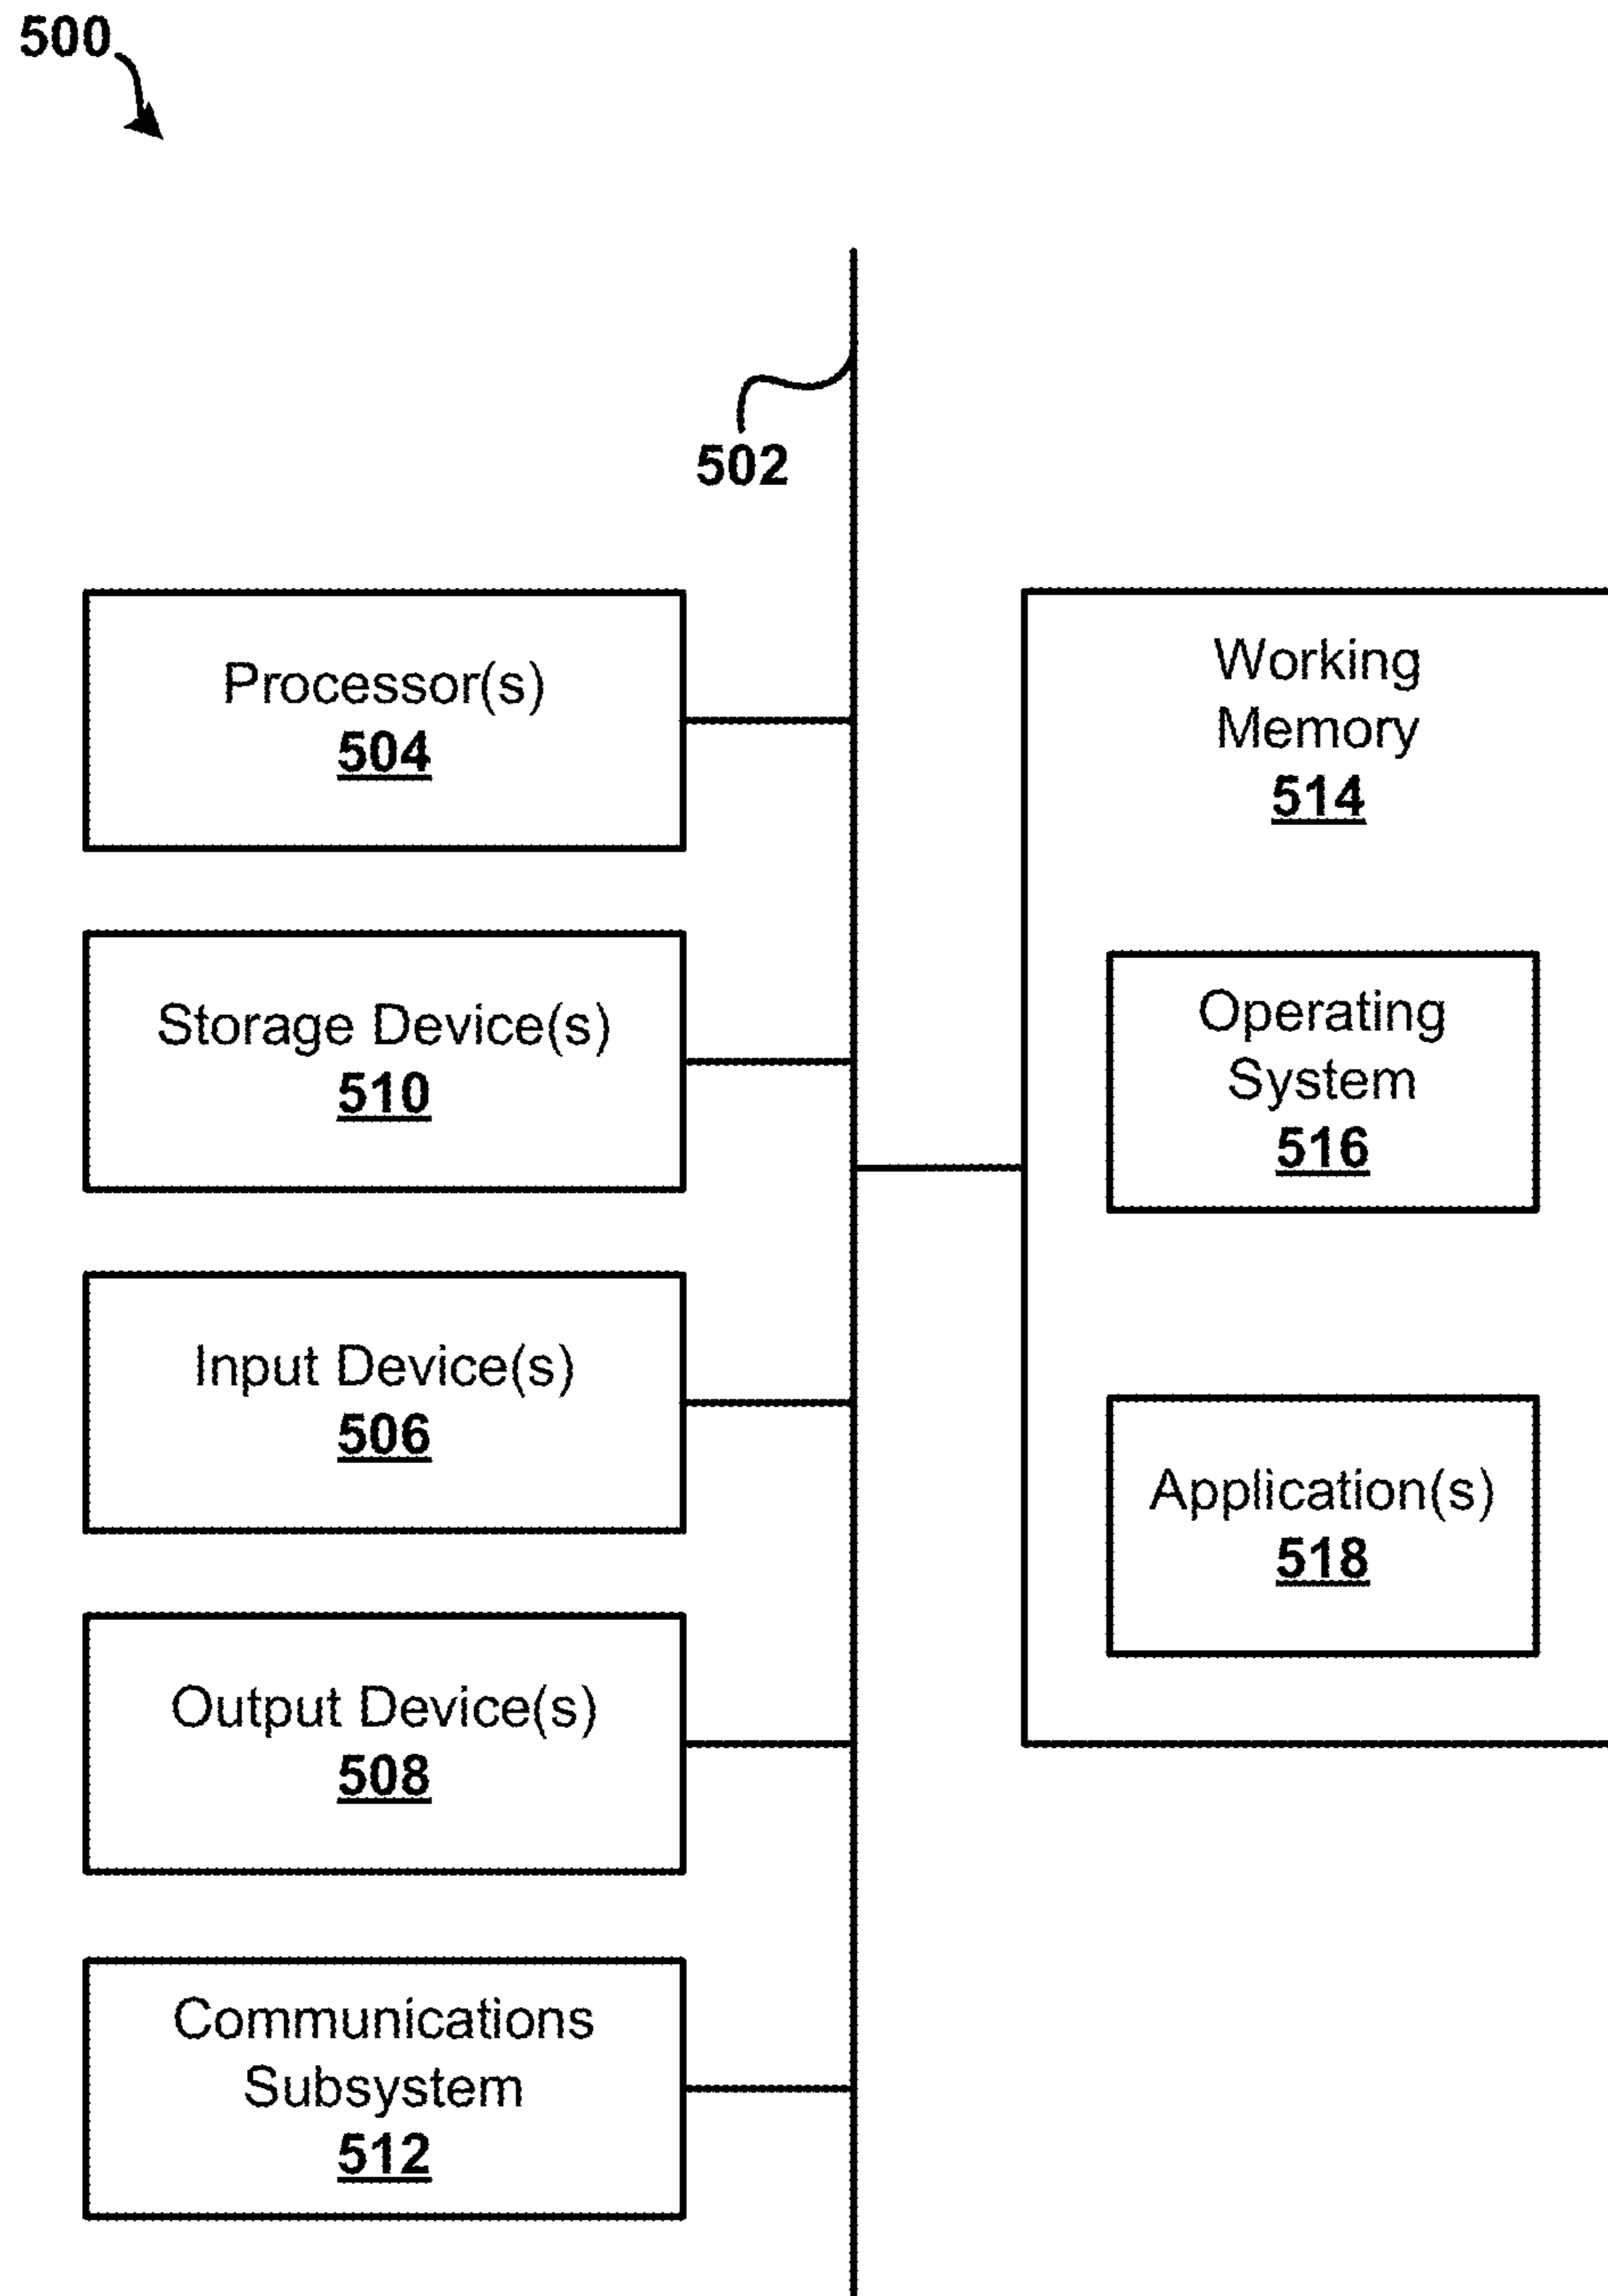 500
502
Processor(s)
504
Storage Device(s)
510
Input Device(s)
506
Output Device(s)
508
Communications
Subsystem
512
Working
Memory
514
Operating
System
516
Application(s)
518